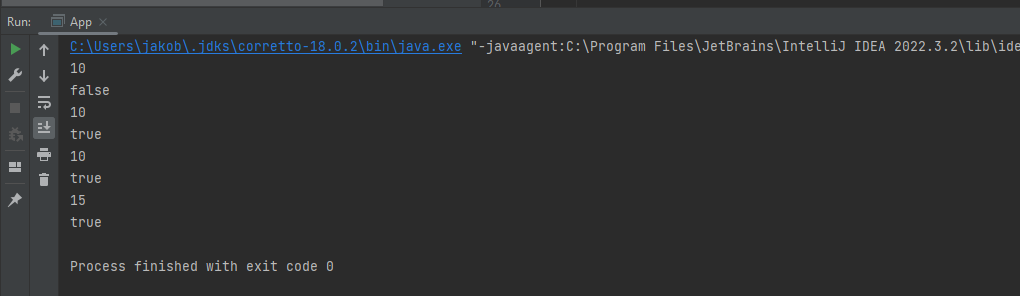 26
Run: App
C:\Users\jakob\.jdks\corretto-18.0.2\bin\java.exe "-javaagent:C:\Program Files\JetBrains\IntelliJ IDEA 2022.3.2\lib\ide
10
false
10
true
10
true
15
true
Process finished with exit code 0